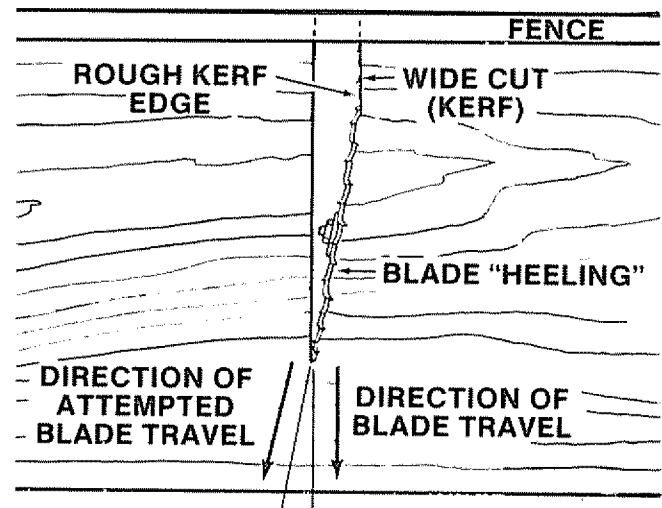 FENCE
ROUGH KERF
EDGE
WIDE CUT
(KERF)
BLADE "HEELING"
DIRECTION OF
ATTEMPTED
BLADE TRAVEL
DIRECTION OF
BLADE TRAVEL